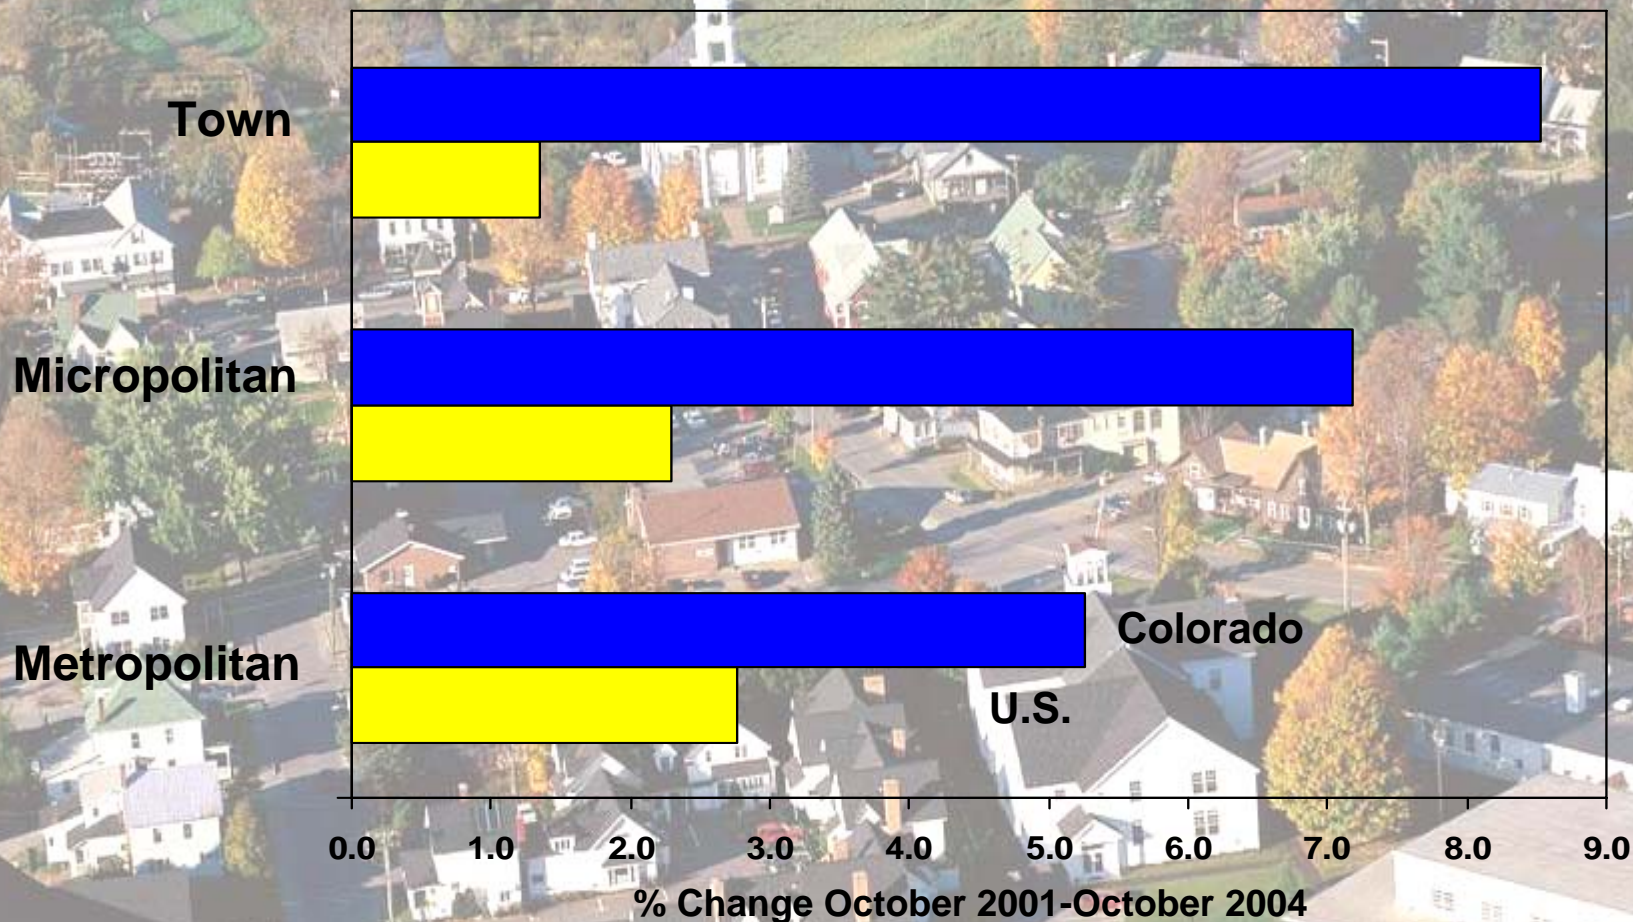 Town
Micropolitan
Metropolitan
Colorado
U.S.
0.0 1.0 2.0 3.0 4.0 5.0 6.0 7.0 8.0 9.0
% Change October 2001-October 2004